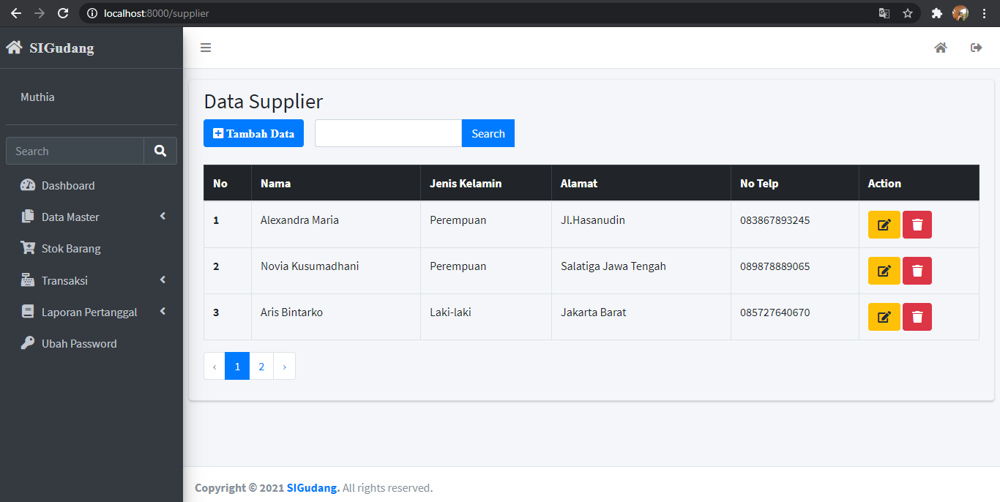 localhost:8000/supplier
SIGudang
Muthia
Search
Dashboard
Data Master
Stok Barang
Transaksi
Laporan Pertanggal
Ubah Password
Data Supplier
Tambah Data Search
No Nama Jenis Kelamin Alamat No Telp Action
1 Alexandra Maria Perempuan Jl.Hasanudin 083867893245
2 Novia Kusumadhani Perempuan Salatiga Jawa Tengah 089878889065
3 Aris Bintarko Laki-laki Jakarta Barat 085727640670
‹ 1 2 ›
Copyright © 2021 SIGudang. All rights reserved.